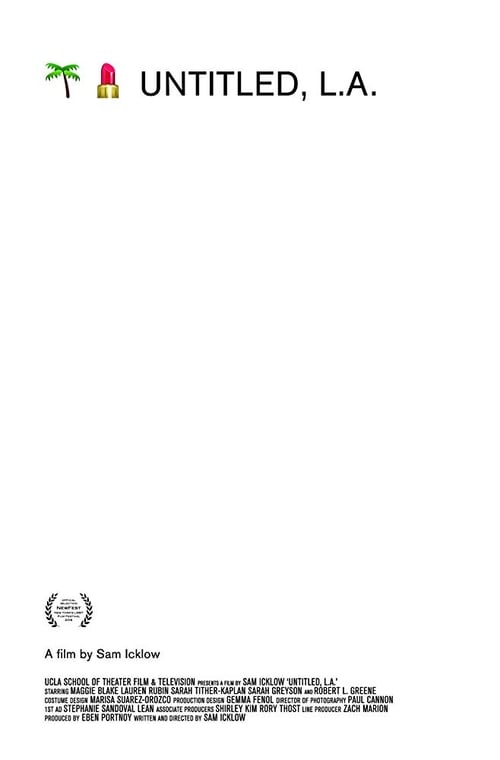 🌴 💄 UNTITLED, L.A.
OFFICIAL
SELECTION
NEWFEST
NEW YORK'S LGBT
FILM FESTIVAL
A film by Sam Icklow
UCLA SCHOOL OF THEATER FILM & TELEVISION PRESENTS A FILM BY SAM ICKLOW 'UNTITLED, L.A.'
STARRING MAGGIE BLAKE LAUREN RUBIN SARAH TITHER-KAPLAN SARAH GREYSON AND ROBERT L. GREENE
COSTUME DESIGN MARISA SUAREZ-OROZCO PRODUCTION DESIGN GEMMA FENOL DIRECTOR OF PHOTOGRAPHY PAUL CANNON
1ST AD STEPHANIE SANDOVAL LEAN ASSOCIATE PRODUCERS SHIRLEY KIM RORY THOST LINE PRODUCER ZACH MARION
PRODUCED BY EBEN PORTNOY WRITTEN AND DIRECTED BY SAM ICKLOW